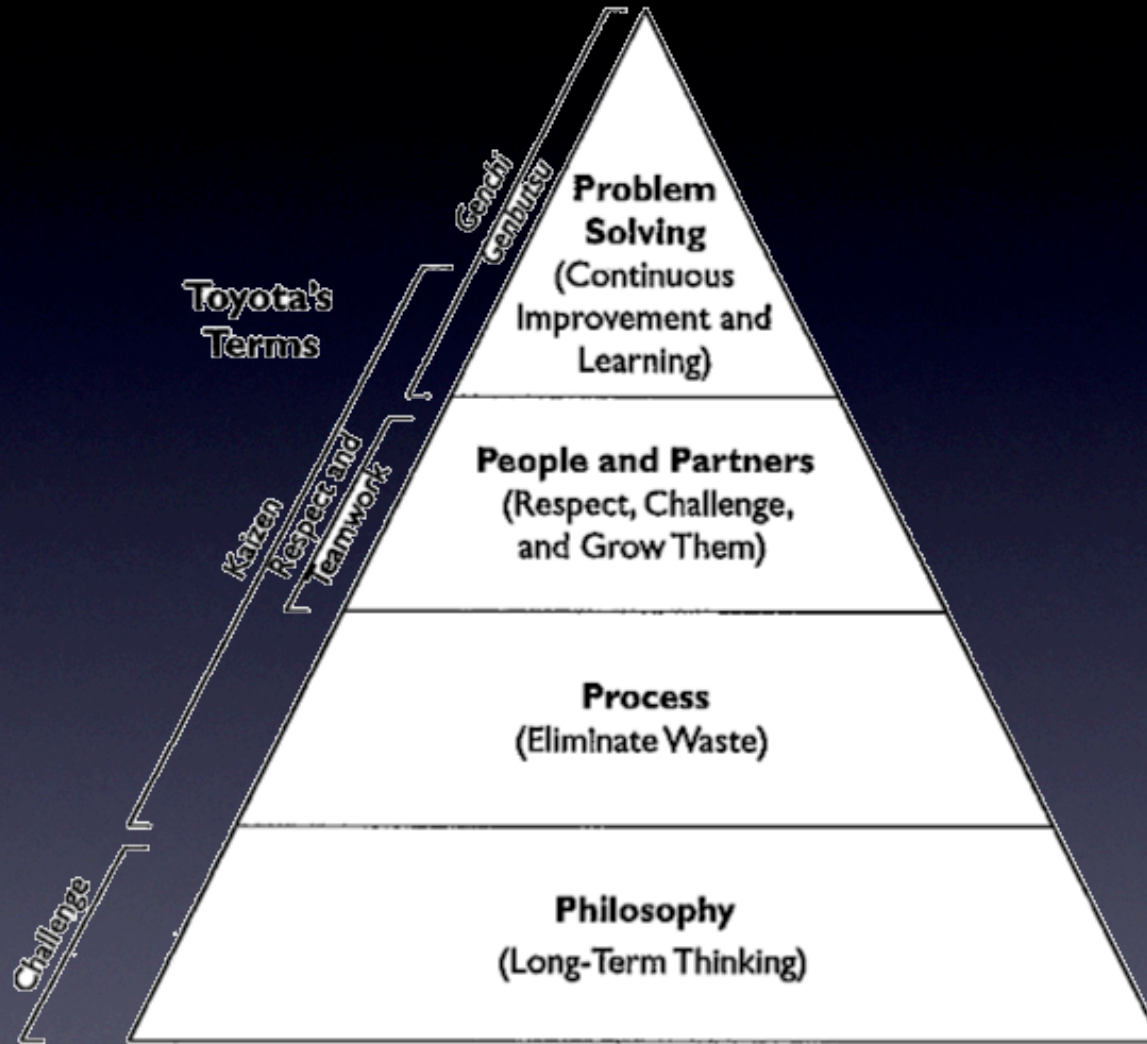 Toyota's
Terms
Genchi
Genbutsu
Kaizen
Respect and
Teamwork
Challenge
Problem
Solving
(Continuous
Improvement and
Learning)
People and Partners
(Respect, Challenge,
and Grow Them)
Process
(Eliminate Waste)
Philosophy
(Long-Term Thinking)